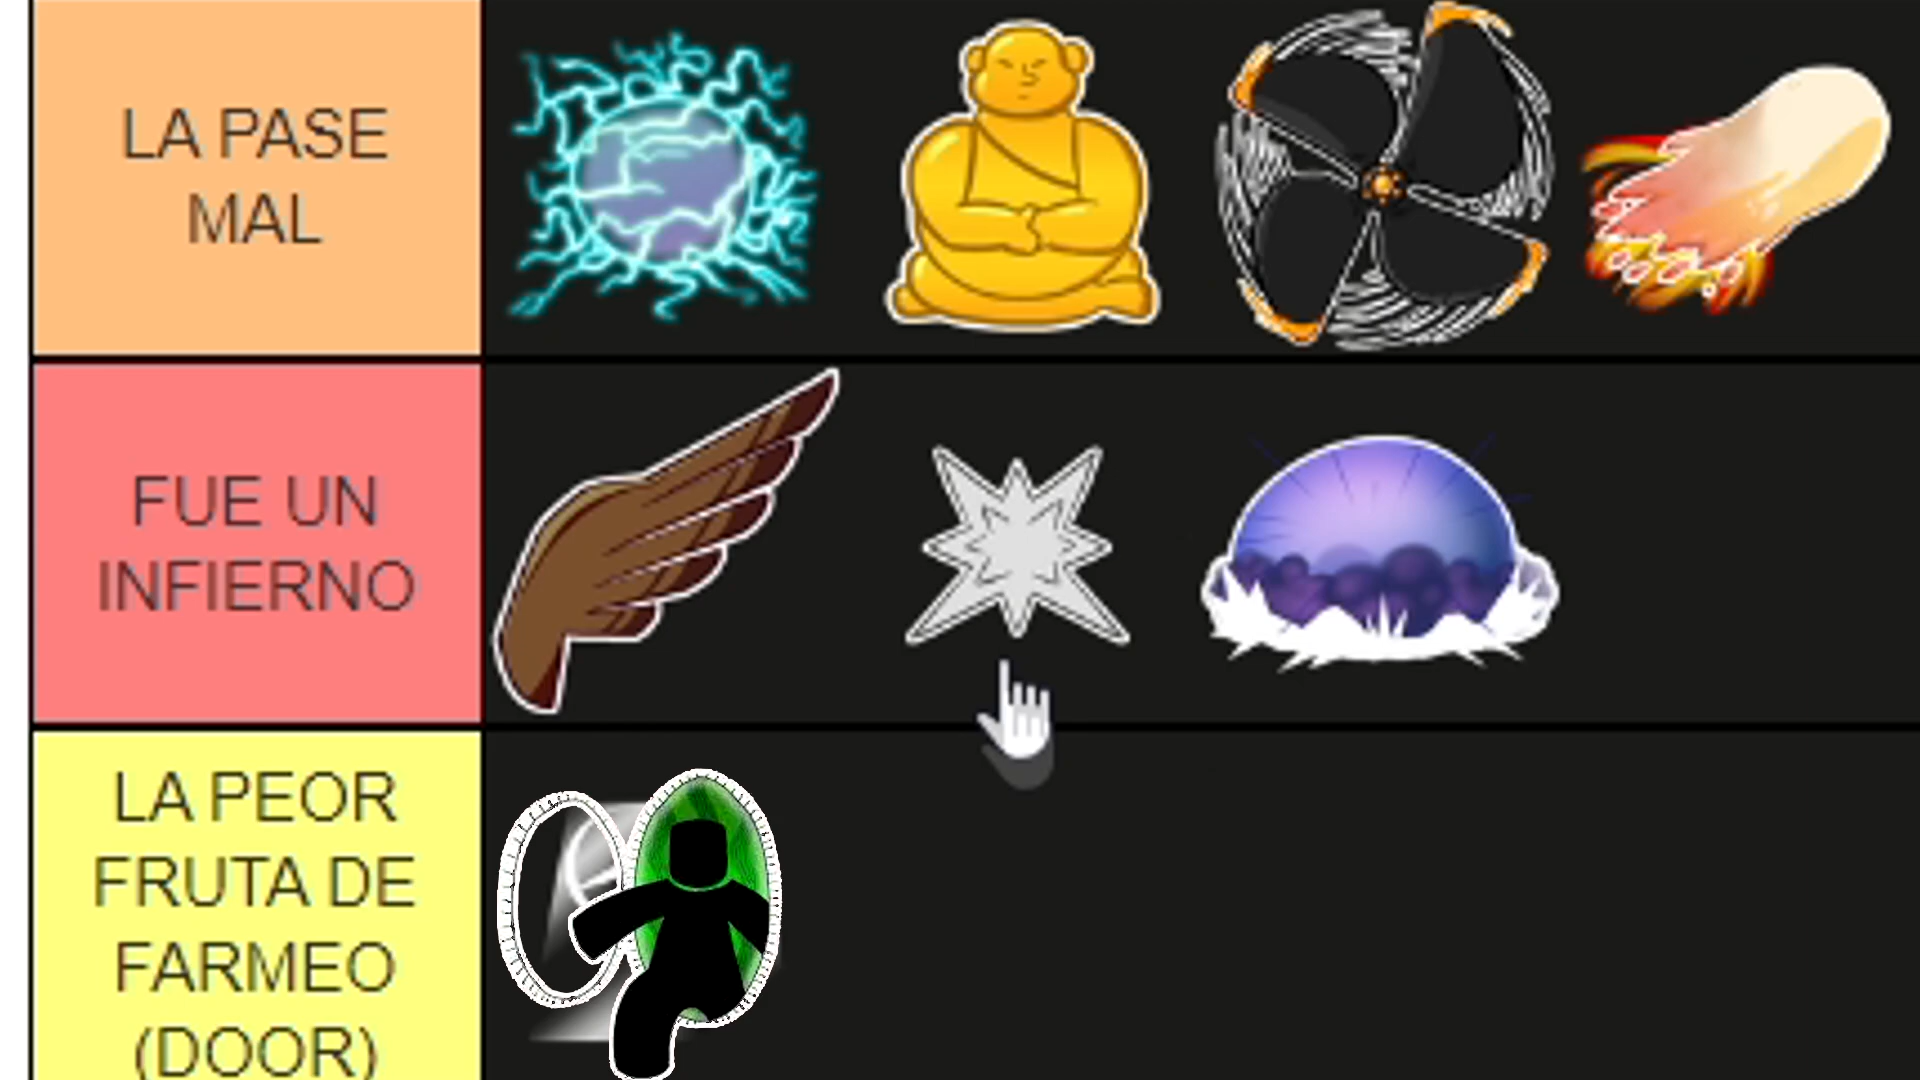 LA PASE
MAL
FUE UN
INFIERNO
LA PEOR
FRUTA DE
FARMEO
(DOOR)